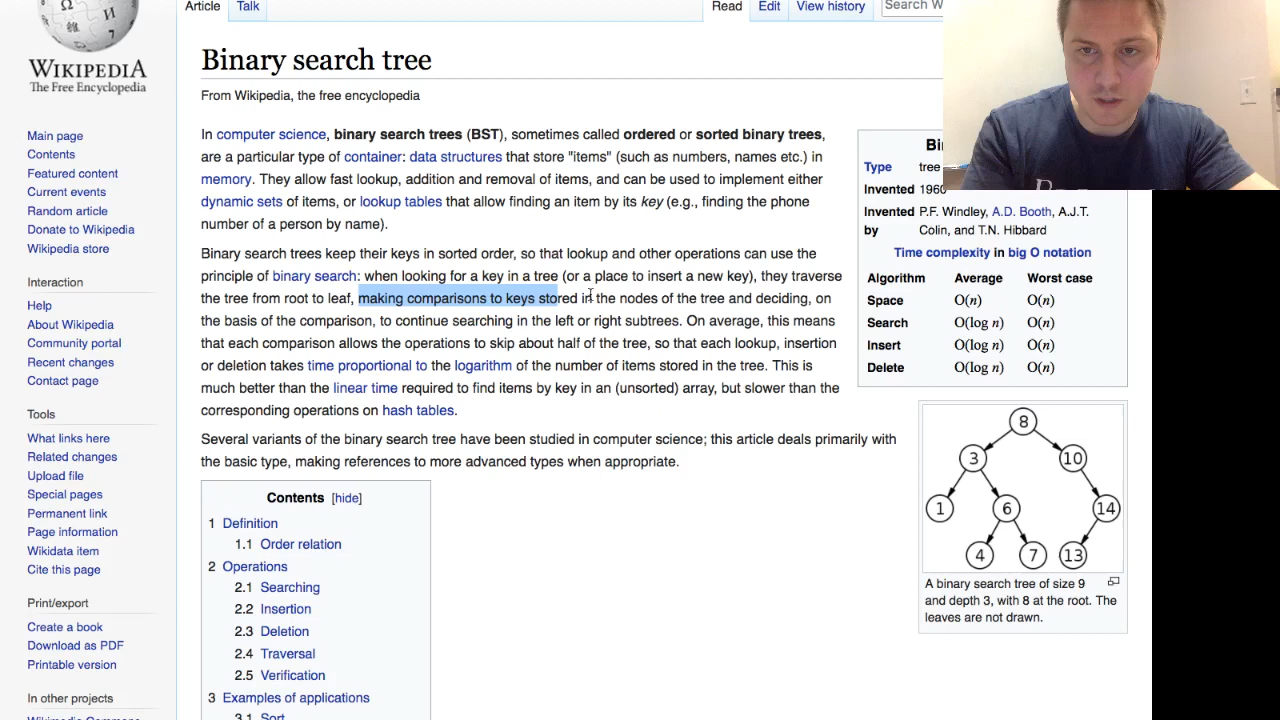 Article
Talk
Read
Edit
View history
Search W
WIKIPEDIA
The Free Encyclopedia
Main page
Contents
Featured content
Current events
Random article
Donate to Wikipedia
Wikipedia store
Interaction
Help
About Wikipedia
Community portal
Recent changes
Contact page
Tools
What links here
Related changes
Upload file
Special pages
Permanent link
Page information
Wikidata item
Cite this page
Print/export
Create a book
Download as PDF
Printable version
In other projects
Wikimedia Commons
Binary search tree
From Wikipedia, the free encyclopedia
In computer science, binary search trees (BST), sometimes called ordered or sorted binary trees,
are a particular type of container: data structures that store "items" (such as numbers, names etc.) in
memory. They allow fast lookup, addition and removal of items, and can be used to implement either
dynamic sets of items, or lookup tables that allow finding an item by its key (e.g., finding the phone
number of a person by name).
Binary search trees keep their keys in sorted order, so that lookup and other operations can use the
principle of binary search: when looking for a key in a tree (or a place to insert a new key), they traverse
the tree from root to leaf, making comparisons to keys stored in the nodes of the tree and deciding, on
the basis of the comparison, to continue searching in the left or right subtrees. On average, this means
that each comparison allows the operations to skip about half of the tree, so that each lookup, insertion
or deletion takes time proportional to the logarithm of the number of items stored in the tree. This is
much better than the linear time required to find items by key in an (unsorted) array, but slower than the
corresponding operations on hash tables.
Several variants of the binary search tree have been studied in computer science; this article deals primarily with
the basic type, making references to more advanced types when appropriate.
Contents [hide]
1 Definition
1.1 Order relation
2 Operations
2.1 Searching
2.2 Insertion
2.3 Deletion
2.4 Traversal
2.5 Verification
3 Examples of applications
3.1 Sort
Bi
Type tree
Invented 1960
Invented P.F. Windley, A.D. Booth, A.J.T.
by Colin, and T.N. Hibbard
Time complexity in big O notation
Algorithm Average Worst case
Space O(n) O(n)
Search O(log n) O(n)
Insert O(log n) O(n)
Delete O(log n) O(n)
8
3 10
1 6 14
4 7 13
A binary search tree of size 9
and depth 3, with 8 at the root. The
leaves are not drawn.